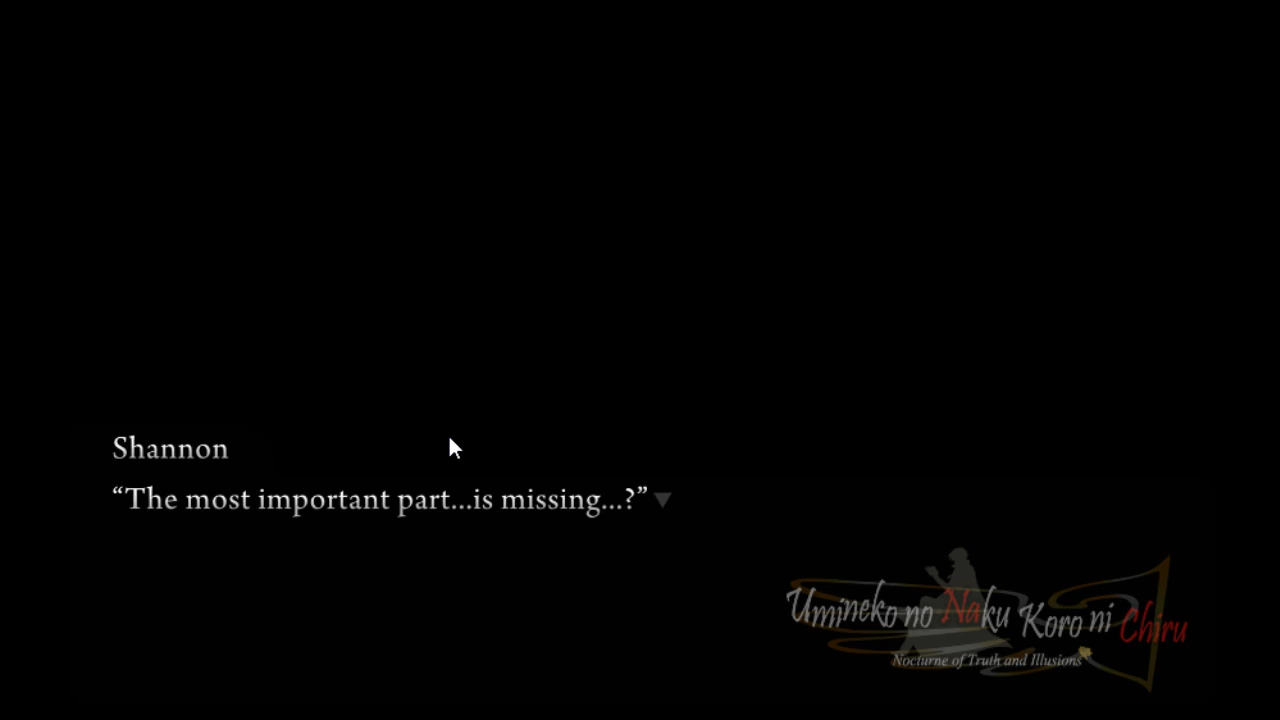 Shannon
“The most important part...is missing...?”
Umineko no Naku Koro ni Chiru
Nocturne of Truth and Illusions